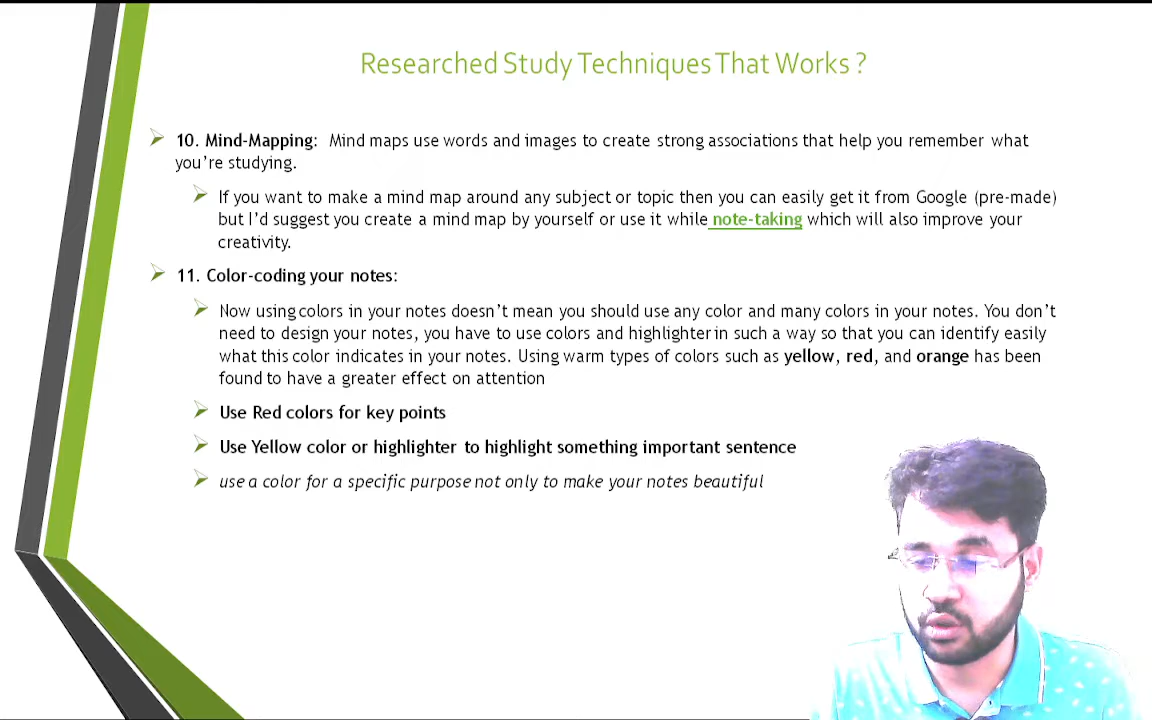 Researched Study Techniques That Works ?
10. Mind-Mapping: Mind maps use words and images to create strong associations that help you remember what
you're studying.
If you want to make a mind map around any subject or topic then you can easily get it from Google (pre-made)
but I'd suggest you create a mind map by yourself or use it while note-taking which will also improve your
creativity.
11. Color-coding your notes:
Now using colors in your notes doesn't mean you should use any color and many colors in your notes. You don't
need to design your notes, you have to use colors and highlighter in such a way so that you can identify easily
what this color indicates in your notes. Using warm types of colors such as yellow, red, and orange has been
found to have a greater effect on attention
Use Red colors for key points
Use Yellow color or highlighter to highlight something important sentence
use a color for a specific purpose not only to make your notes beautiful